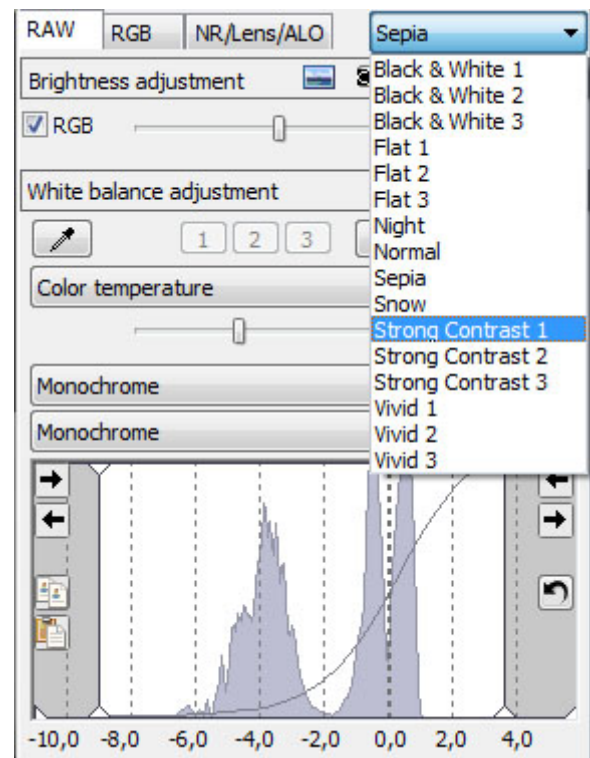 RAW RGB NR/Lens/ALO Sepia
Brightness adjustment
RGB
White balance adjustment
1 2 3
Color temperature
Monochrome
Monochrome
Black & White 1
Black & White 2
Black & White 3
Flat 1
Flat 2
Flat 3
Night
Normal
Sepia
Snow
Strong Contrast 1
Strong Contrast 2
Strong Contrast 3
Vivid 1
Vivid 2
Vivid 3
-10,0 -8,0 -6,0 -4,0 -2,0 0,0 2,0 4,0